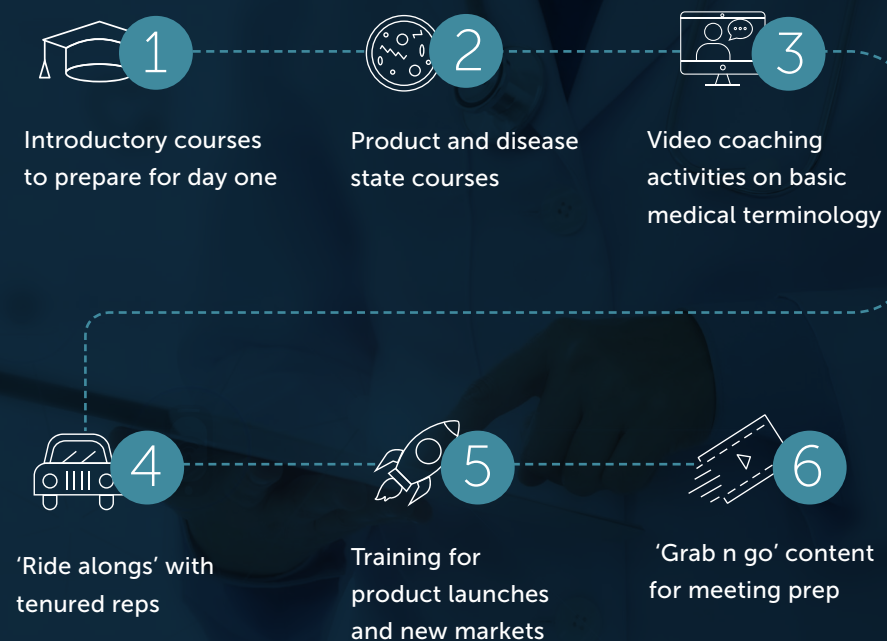 1
Introductory courses
to prepare for day one
2
Product and disease
state courses
3
Video coaching
activities on basic
medical terminology
4
‘Ride alongs’ with
tenured reps
5
Training for
product launches
and new markets
6
‘Grab n go’ content
for meeting prep